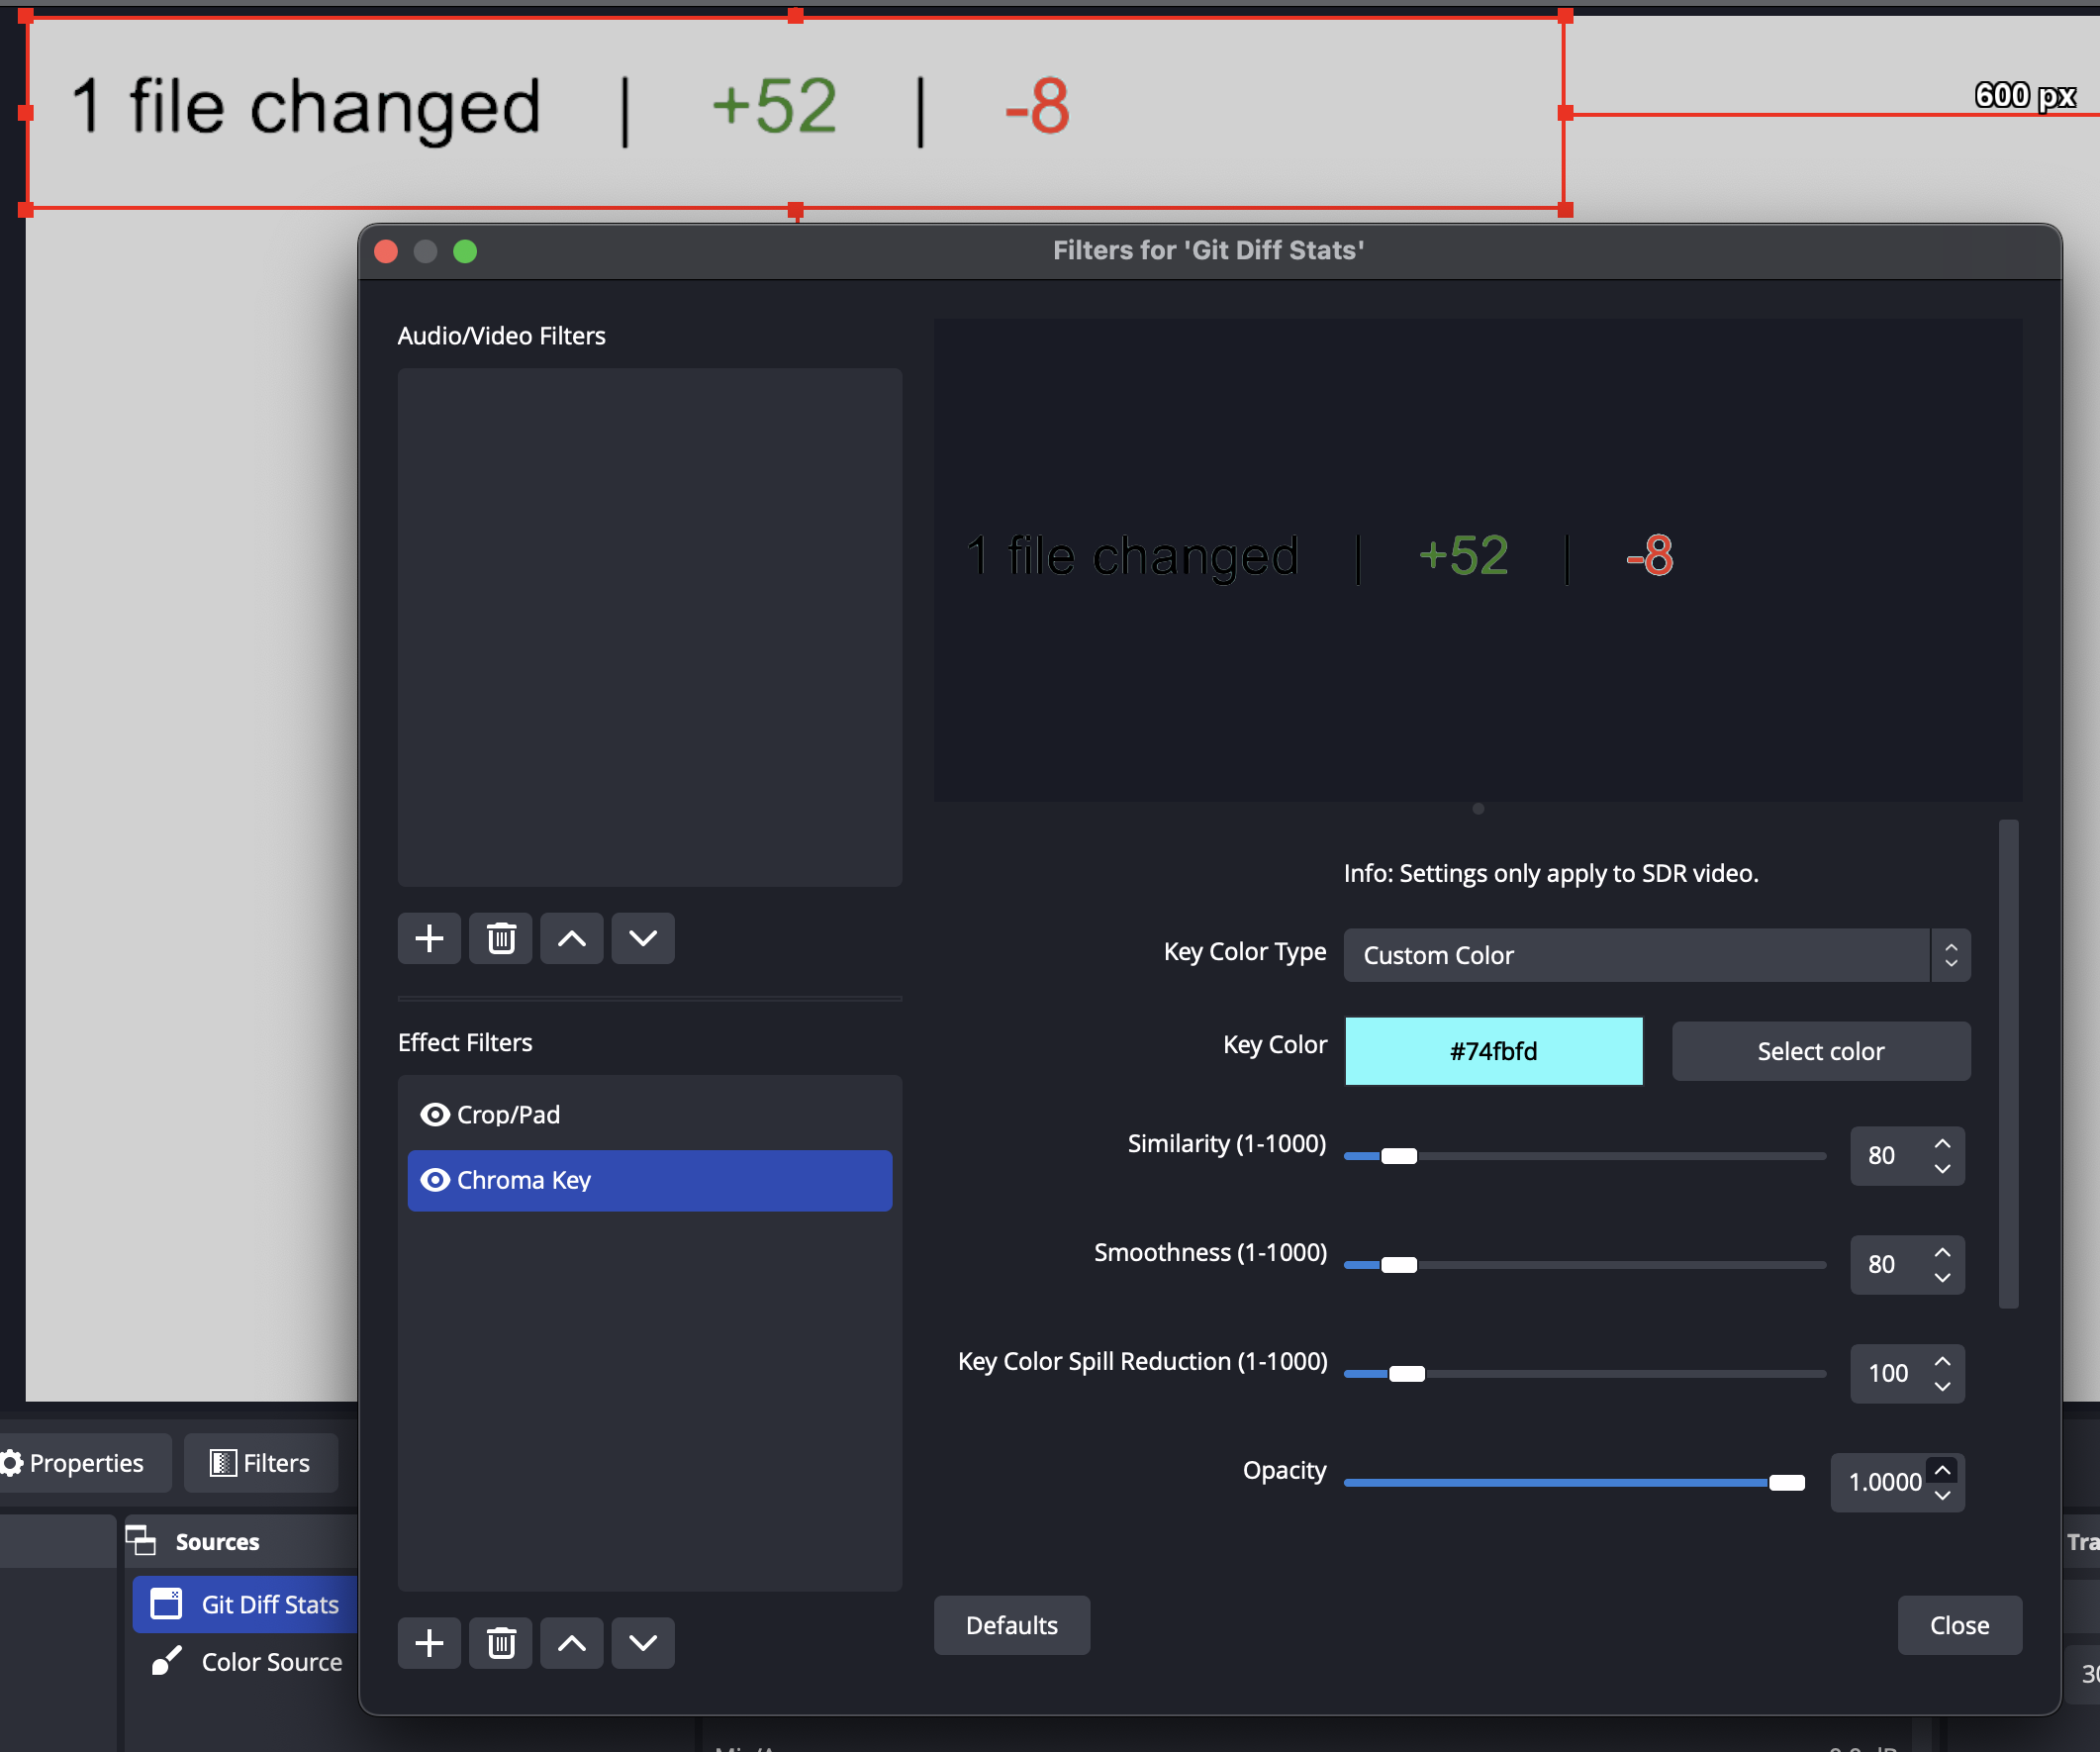 1 file changed | +52 | -8
600 px
Filters for 'Git Diff Stats'
Audio/Video Filters
1 file changed | +52 | -8
Info: Settings only apply to SDR video.
Key Color Type Custom Color
Key Color #74fbfd Select color
Similarity (1-1000) 80
Smoothness (1-1000) 80
Key Color Spill Reduction (1-1000) 100
Opacity 1.0000
Effect Filters
Crop/Pad
Chroma Key
Defaults
Close
Properties
Filters
Sources
Git Diff Stats
Color Source
Tra
30